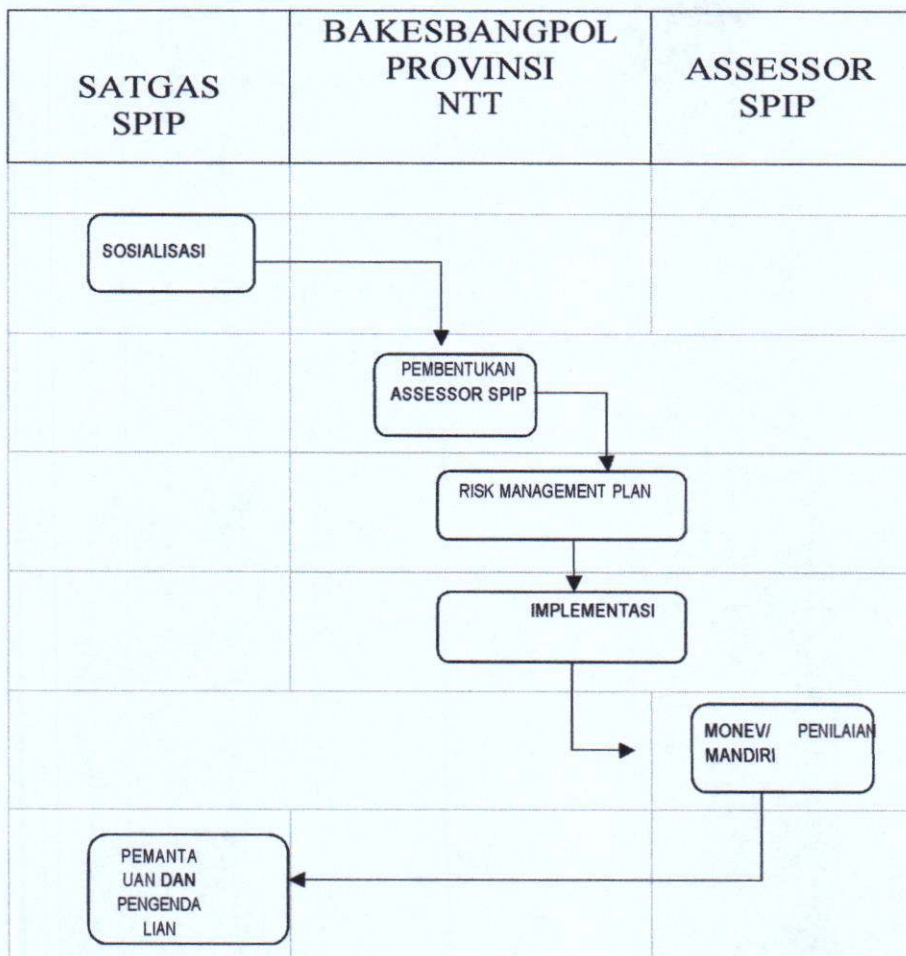 SATGAS
SPIP
BAKESBANGPOL
PROVINSI
NTT
ASSESSOR
SPIP
SOSIALISASI
PEMBENTUKAN
ASSESSOR SPIP
RISK MANAGEMENT PLAN
IMPLEMENTASI
MONEV/ PENILAIAN
MANDIRI
PEMANTA
UAN DAN
PENGENDA
LIAN